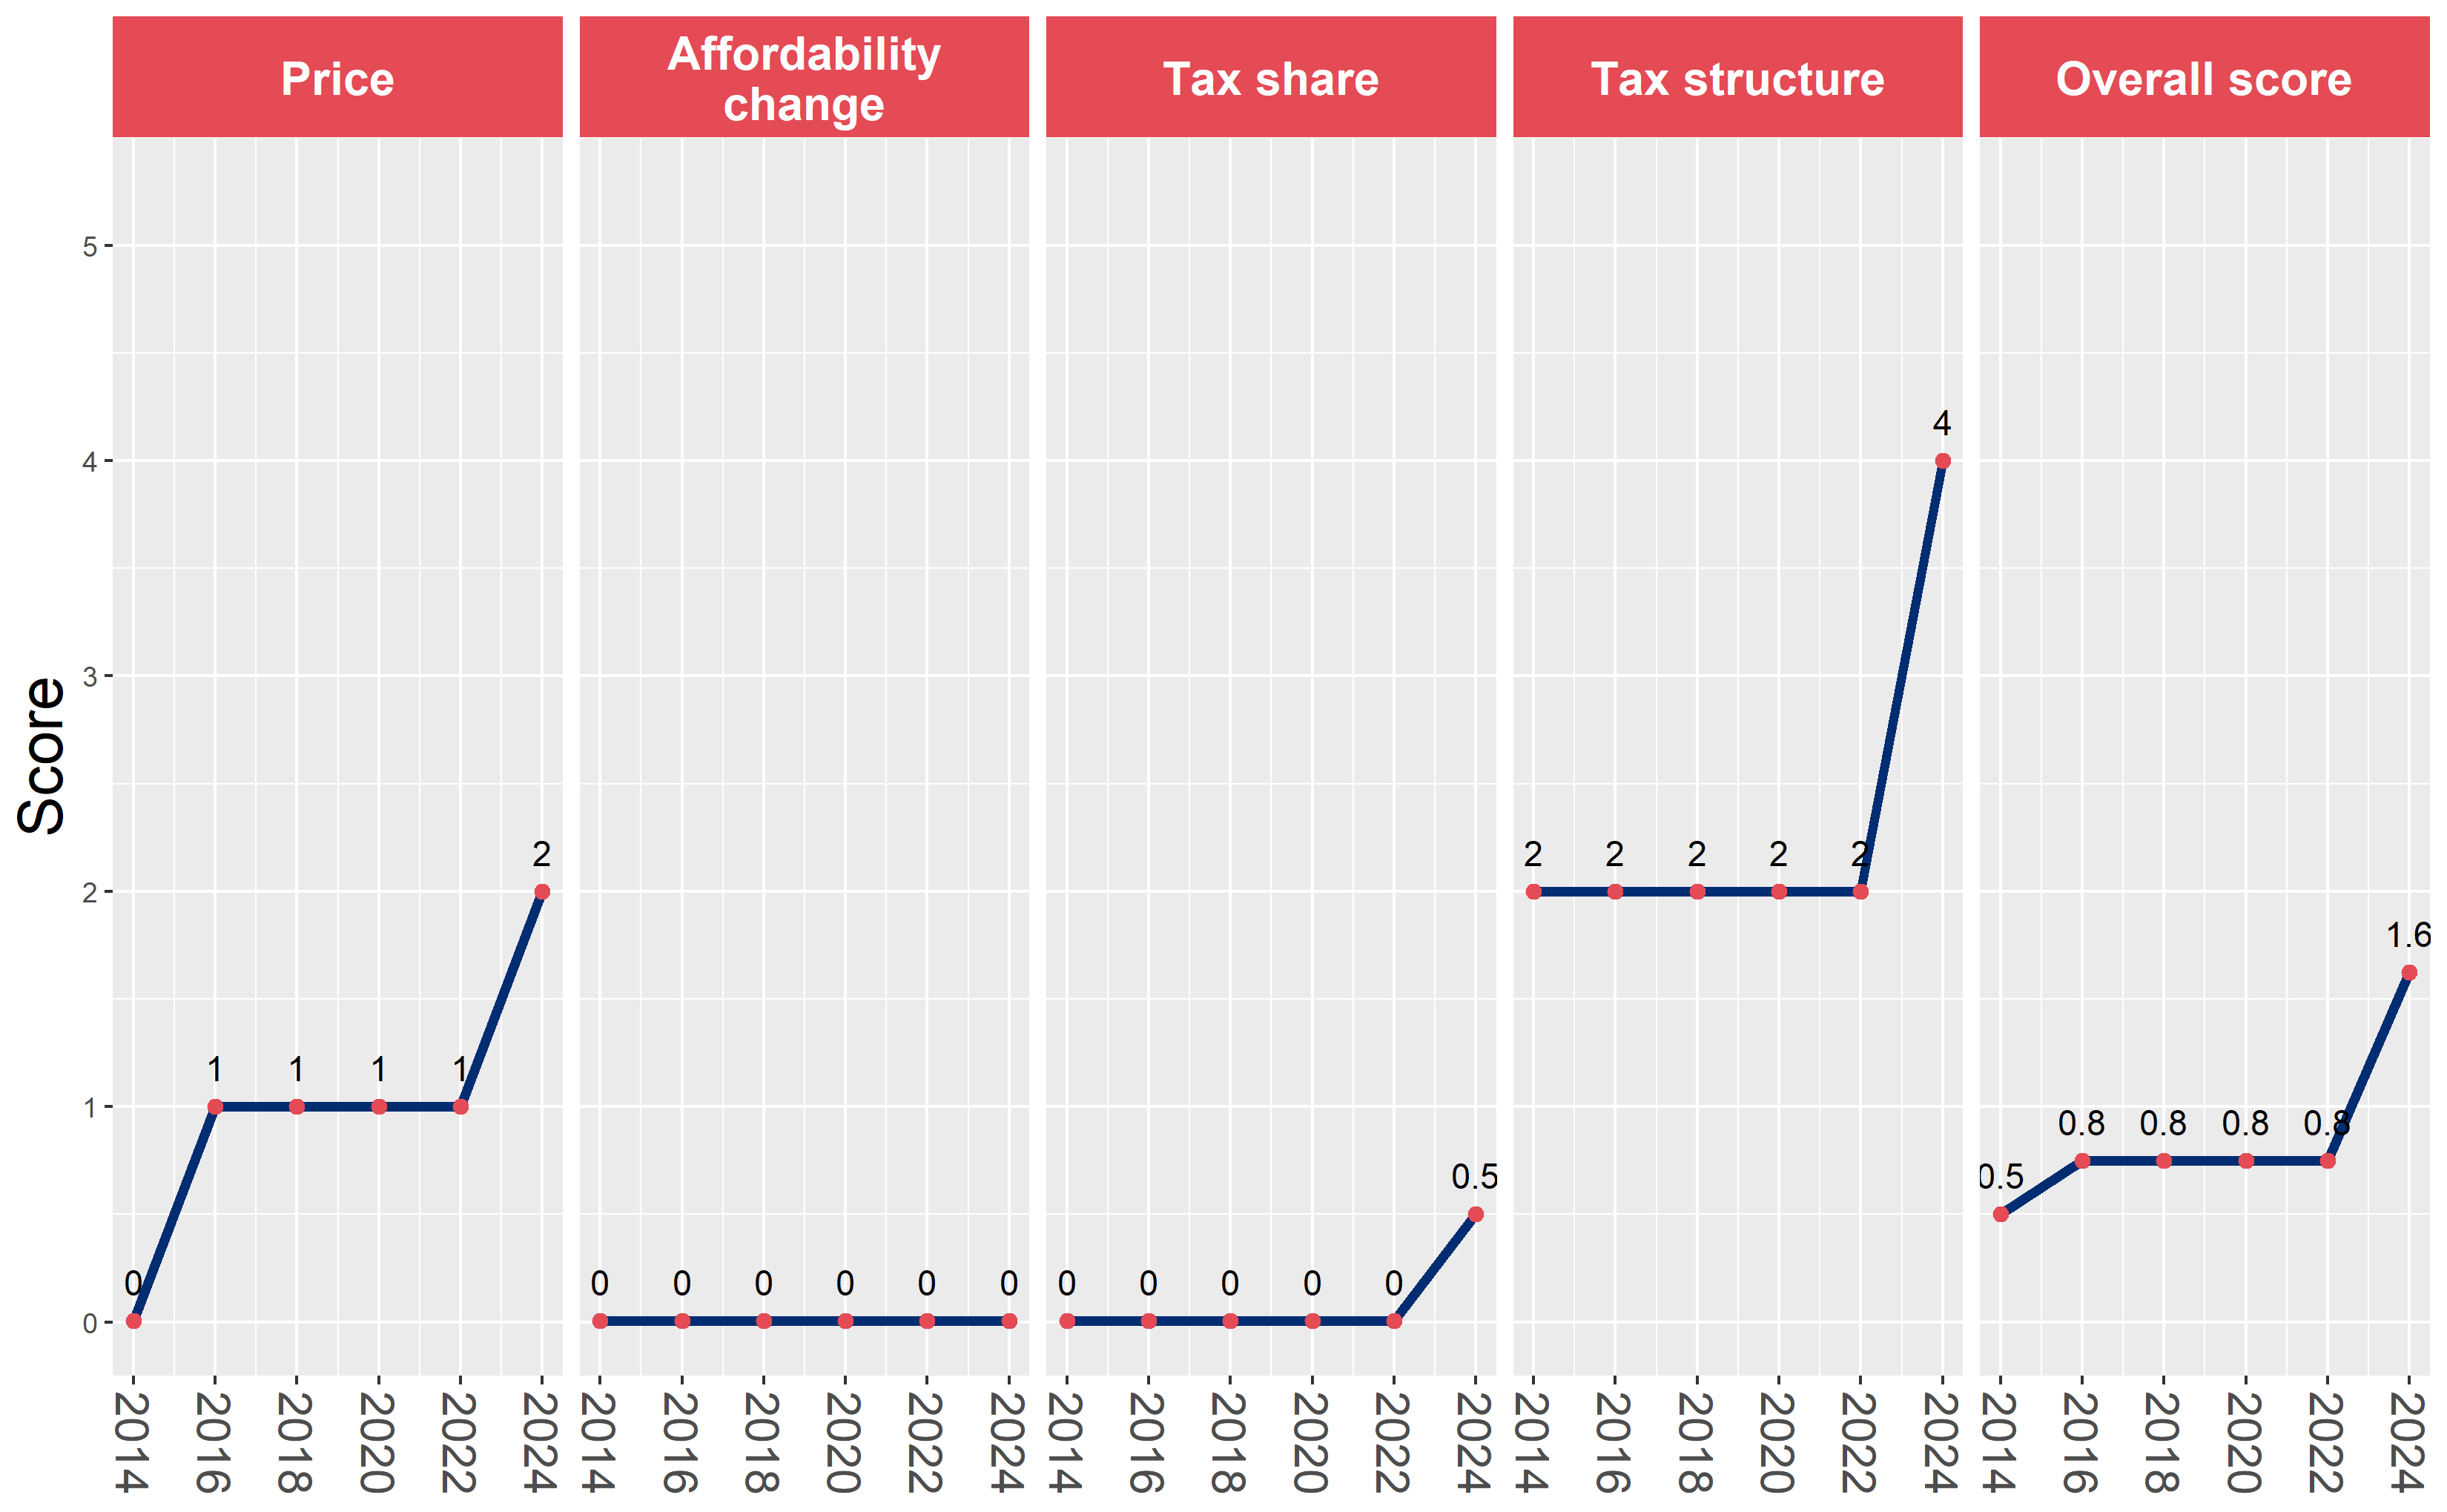 Price
Affordability
change
Tax share
Tax structure
Overall score
Score
5
4
3
2
1
0
0 1 1 1 1 2
0 0 0 0 0 0
0 0 0 0 0 0.5
2 2 2 2 2 4
0.5 0.8 0.8 0.8 0.8 1.6
2014 2016 2018 2020 2022 2024
2014 2016 2018 2020 2022 2024
2014 2016 2018 2020 2022 2024
2014 2016 2018 2020 2022 2024
2014 2016 2018 2020 2022 2024